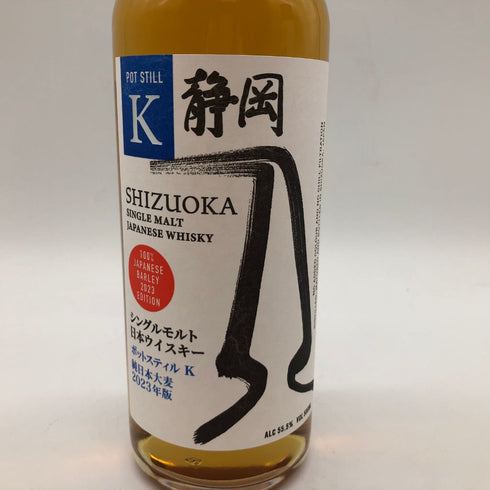 POT STILL
K
静岡
SHIZUOKA
SINGLE MALT
JAPANESE WHISKY
100%
JAPANESE
BARLEY
2023
EDITION
シングルモルト
日本ウイスキー
ポットスティル K
純日本大麦
2023年版
ALC 55.5% VOL